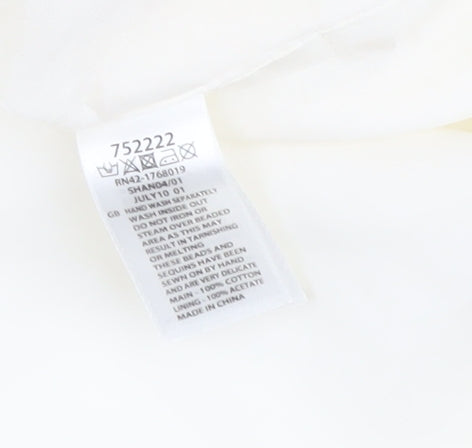 752222
RN42-1768019
SHAN04/01
JULY10 01
GB HAND WASH SEPARATELY
WASH INSIDE OUT
DO NOT IRON OR
STEAM OVER BEADED
AREA AS THIS MAY
RESULT IN TARNISHING
OR MELTING
THESE BEADS AND
SEQUINS HAVE BEEN
SEWN ON BY HAND
AND ARE VERY DELICATE
MAIN : 100% COTTON
LINING : 100% ACETATE
MADE IN CHINA